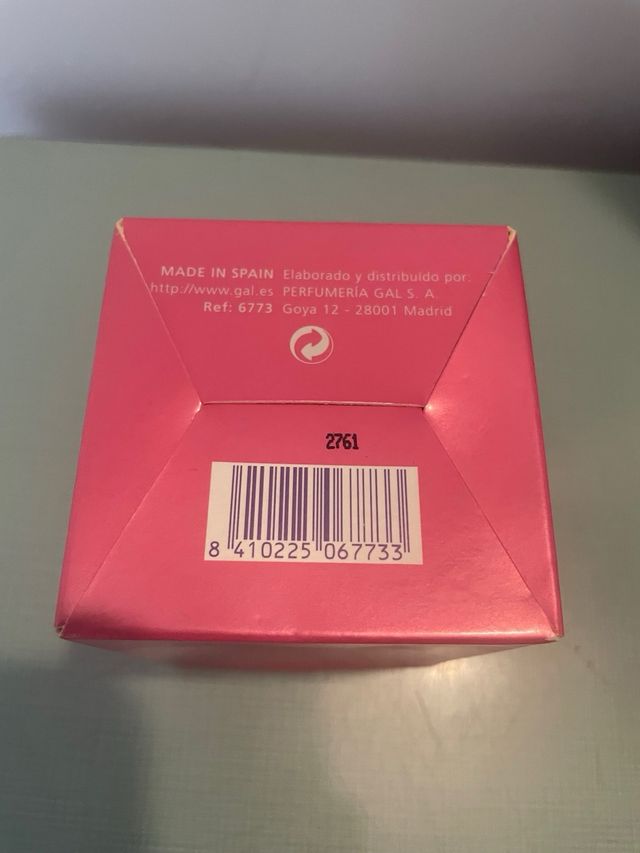 MADE IN SPAIN Elaborado y distribuido por:
http://www.gal.es PERFUMERÍA GAL S. A.
Ref: 6773 Goya 12 - 28001 Madrid
2761
8 410225 067733